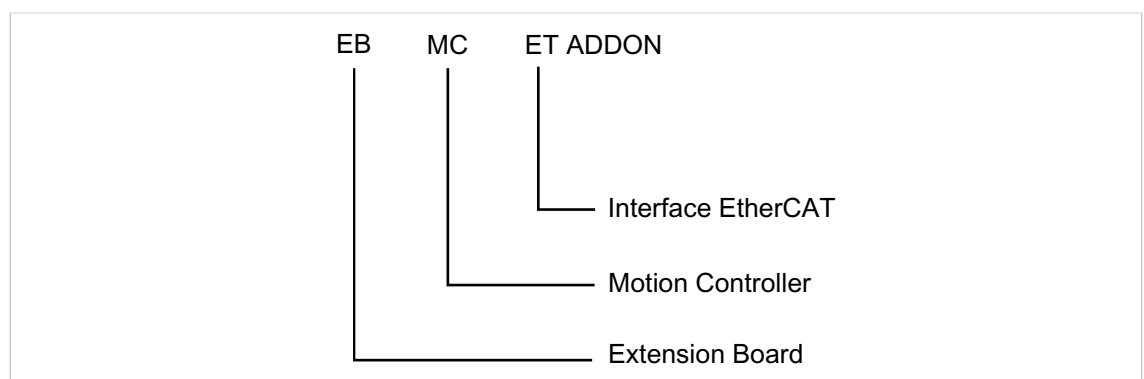 EB MC ET ADDON
Interface EtherCAT
Motion Controller
Extension Board